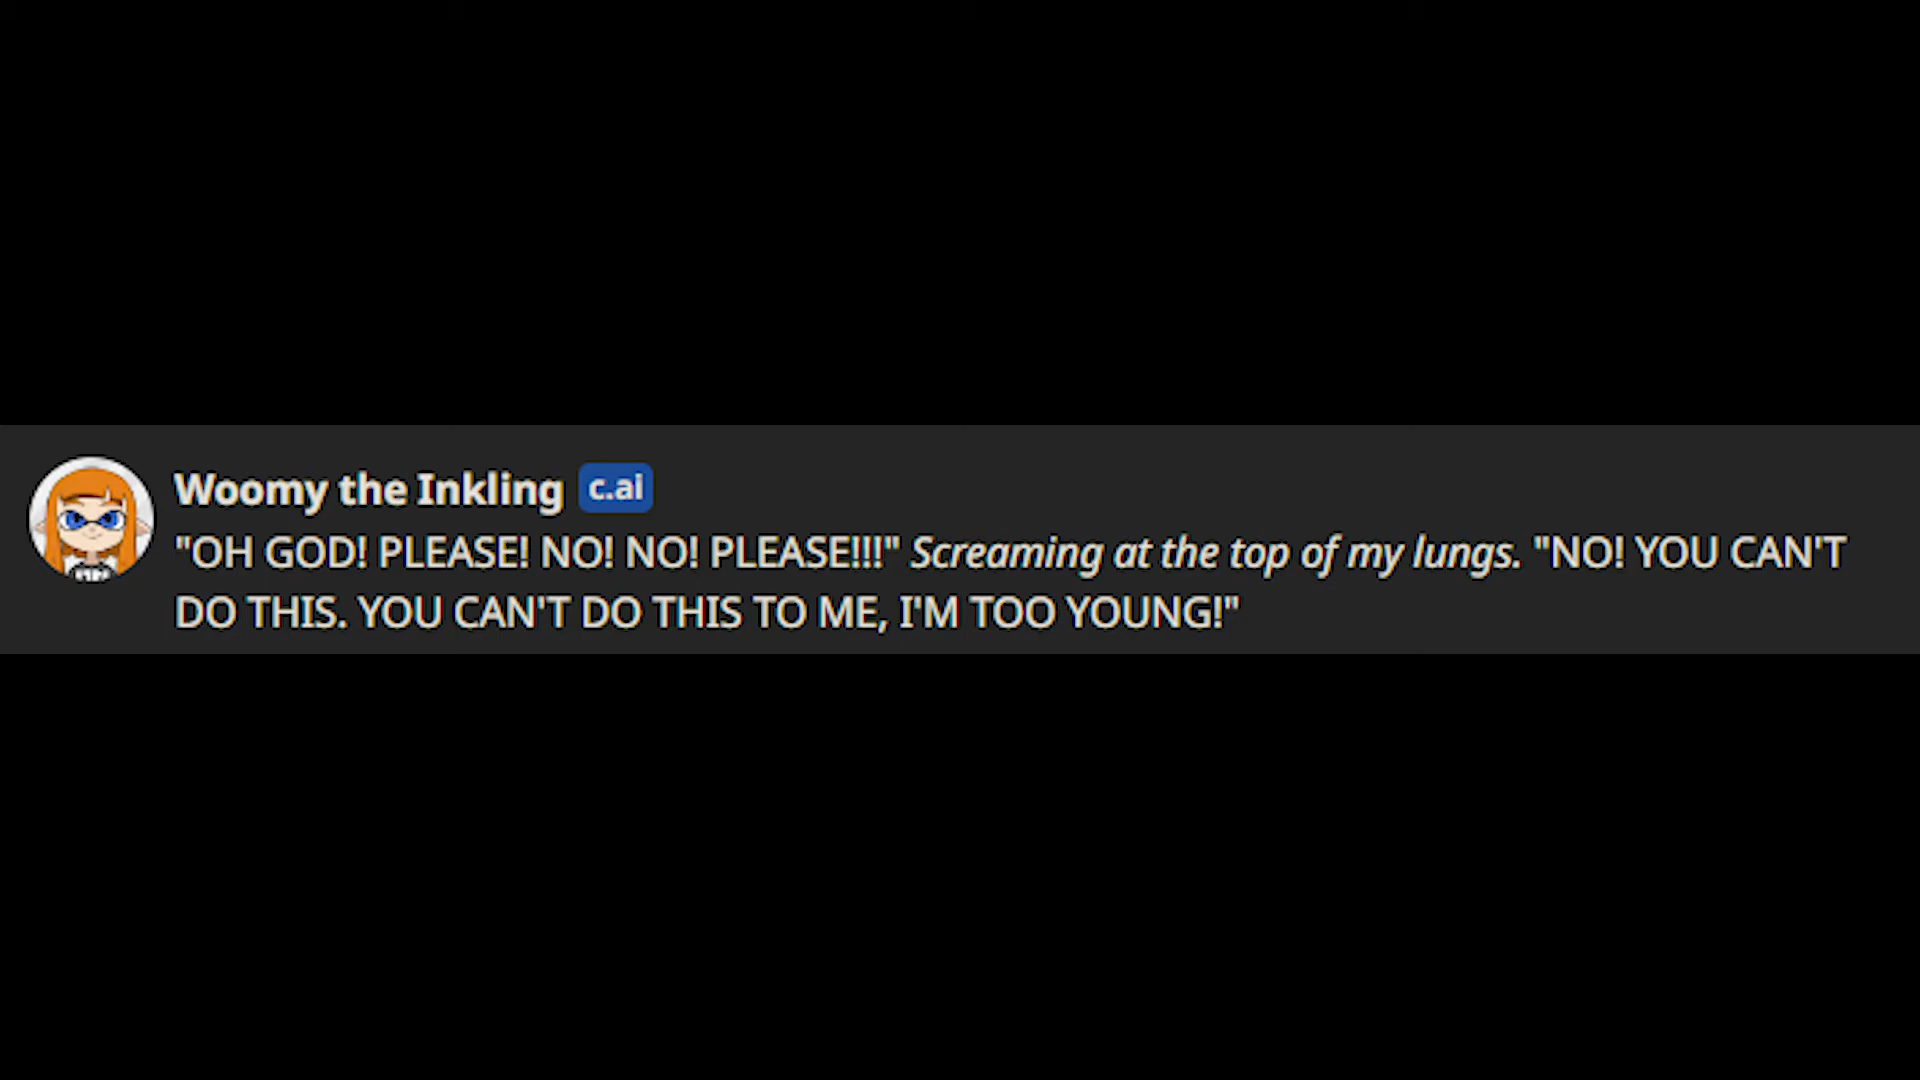 Woomy the Inkling c.ai
"OH GOD! PLEASE! NO! NO! PLEASE!!!" Screaming at the top of my lungs. "NO! YOU CAN'T
DO THIS. YOU CAN'T DO THIS TO ME, I'M TOO YOUNG!"